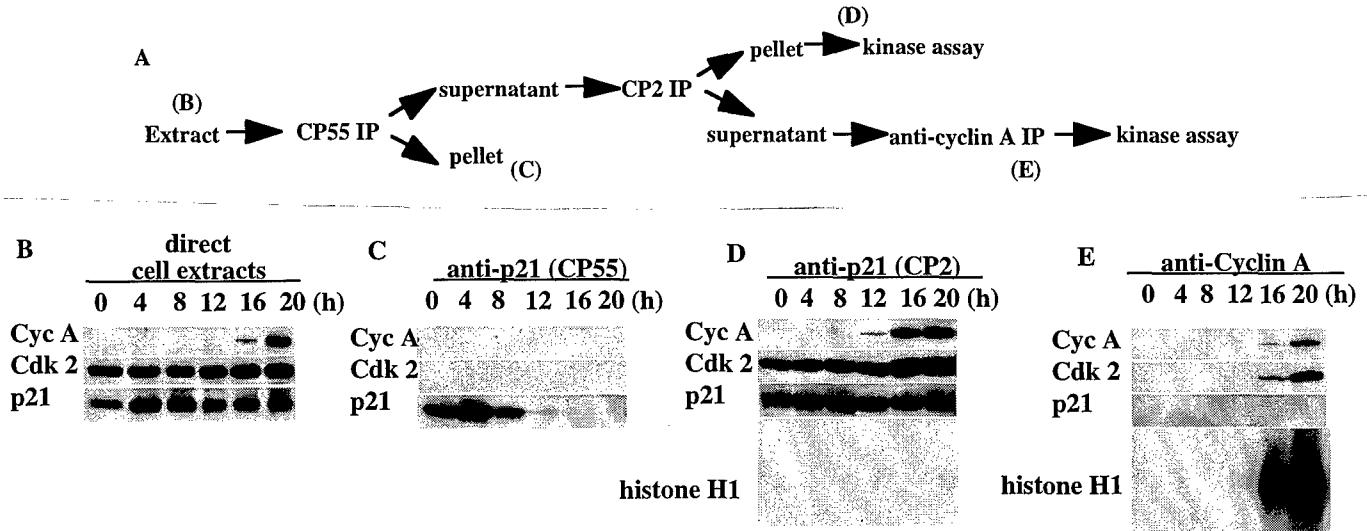 (D)
pellet kinase assay
A
(B)
supernatant CP2 IP
Extract CP55 IP
supernatant anti-cyclin A IP kinase assay
pellet (C)
(E)
B direct cell extracts
0 4 8 12 16 20 (h)
Cyc A
Cdk 2
p21
C anti-p21 (CP55)
0 4 8 12 16 20 (h)
Cyc A
Cdk 2
p21
D anti-p21 (CP2)
0 4 8 12 16 20 (h)
Cyc A
Cdk 2
p21
histone H1
E anti-Cyclin A
0 4 8 12 16 20 (h)
Cyc A
Cdk 2
p21
histone H1